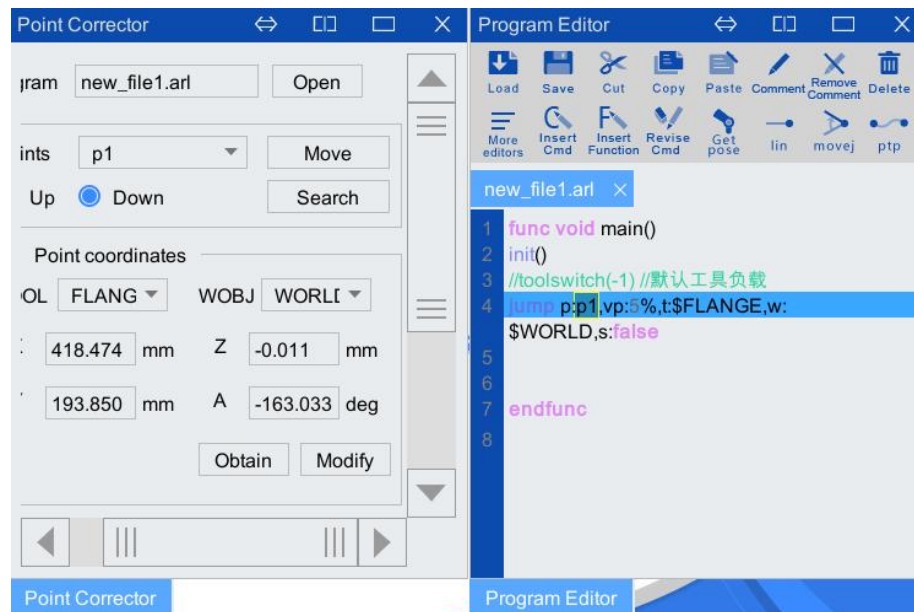 Point Corrector
gram new_file1.arl Open
ints p1 Move
Up Down Search
Point coordinates
OL FLANG WOBJ WORLD
418.474 mm Z -0.011 mm
193.850 mm A -163.033 deg
Obtain Modify
Point Corrector
Program Editor
Load Save Cut Copy Paste Comment Remove Comment Delete
More editors Insert Cmd Insert Function Revise Cmd Get pose lin movej ptp
new_file1.arl
1 func void main()
2 init()
3 //toolswitch(-1) //默认工具负载
4 jump p:p1,vp:5%,t:$FLANGE,w:
$WORLD,s:false
5
6
7 endfunc
8
Program Editor